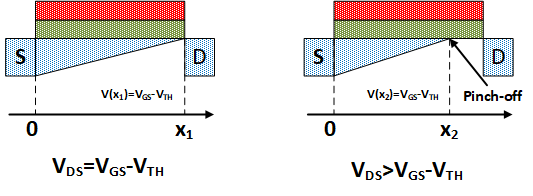 S
D
V(x1)=VGS-VTH
0
x1
VDS=VGS-VTH
S
D
V(x2)=VGS-VTH
Pinch-off
0
x2
VDS>VGS-VTH